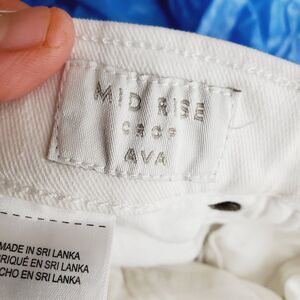 MID RISE
CROP
AVA
MADE IN SRI LANKA
RIQUÉ EN SRI LANKA
CHO EN SRI LANKA